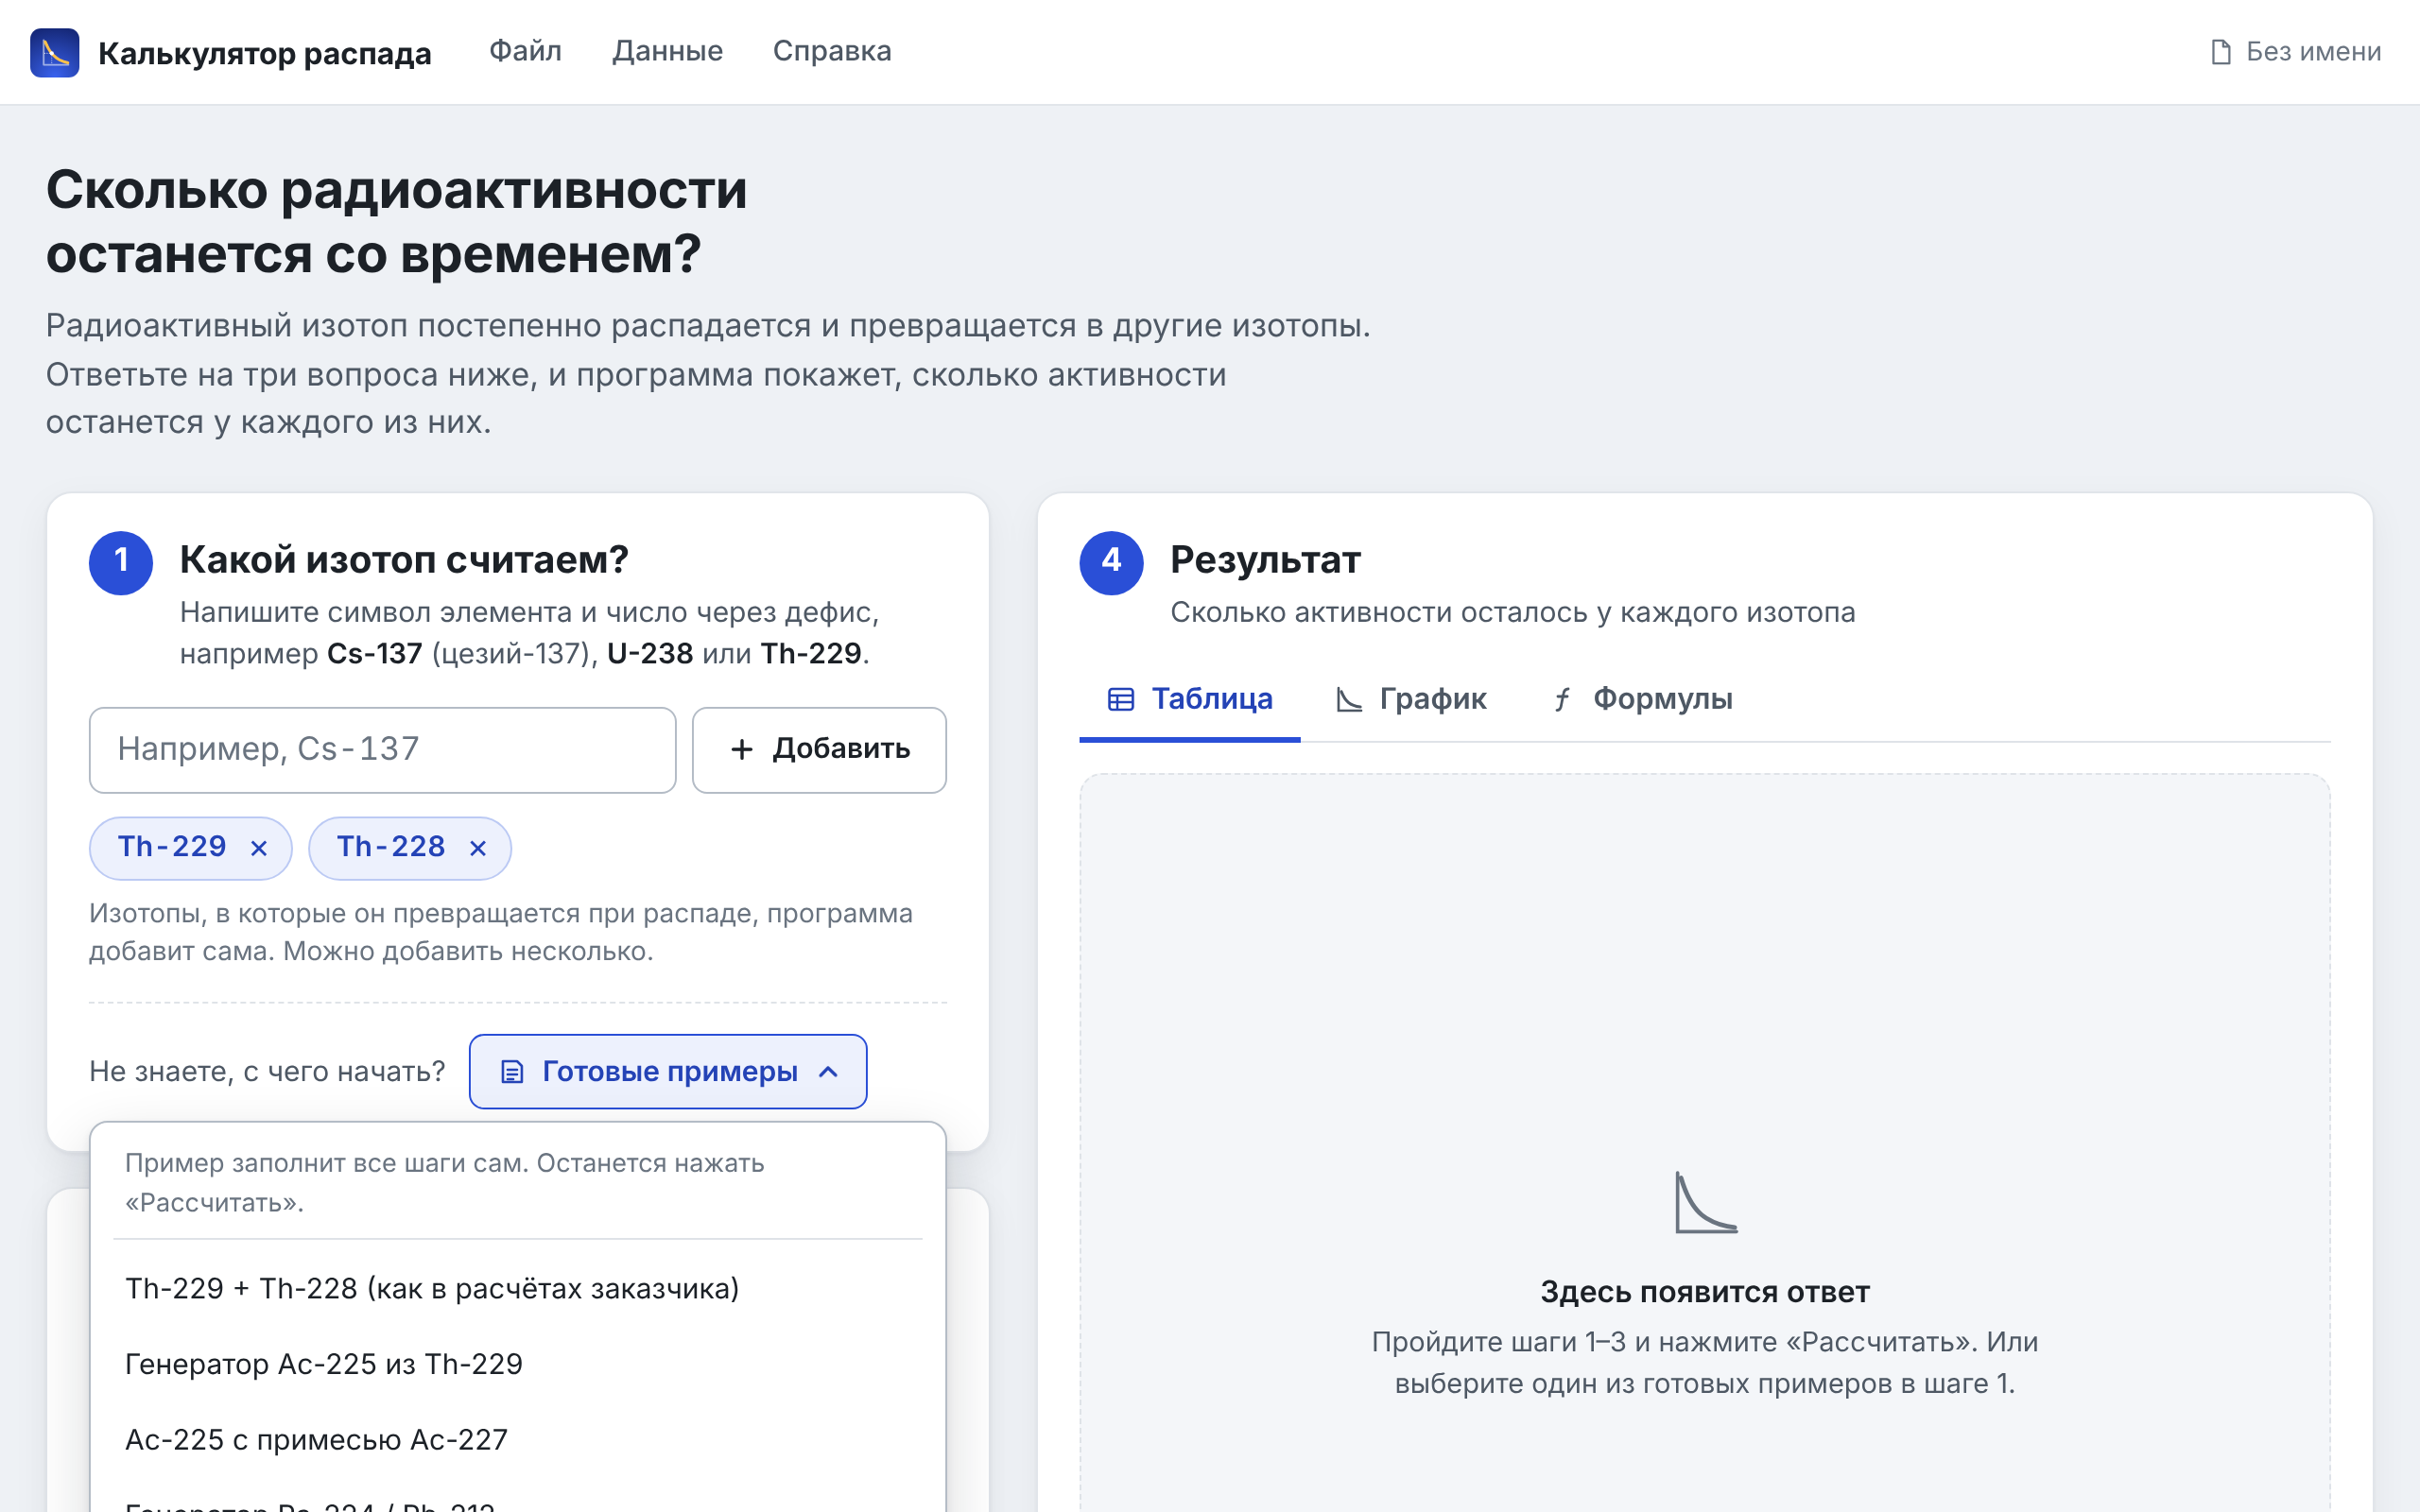 Калькулятор распада
Файл
Данные
Справка
Без имени
Сколько радиоактивности
останется со временем?
Радиоактивный изотоп постепенно распадается и превращается в другие изотопы.
Ответьте на три вопроса ниже, и программа покажет, сколько активности
останется у каждого из них.
1
Какой изотоп считаем?
Напишите символ элемента и число через дефис,
например Cs-137 (цезий-137), U-238 или Th-229.
Например, Cs-137
+ Добавить
Th-229 ×
Th-228 ×
Изотопы, в которые он превращается при распаде, программа
добавит сама. Можно добавить несколько.
Не знаете, с чего начать?
Готовые примеры
Пример заполнит все шаги сам. Останется нажать
«Рассчитать».
Th-229 + Th-228 (как в расчётах заказчика)
Генератор Ac-225 из Th-229
Ac-225 с примесью Ac-227
Генератор Ra-224 / Pb-212
4
Результат
Сколько активности осталось у каждого изотопа
Таблица
График
Формулы
Здесь появится ответ
Пройдите шаги 1–3 и нажмите «Рассчитать». Или
выберите один из готовых примеров в шаге 1.